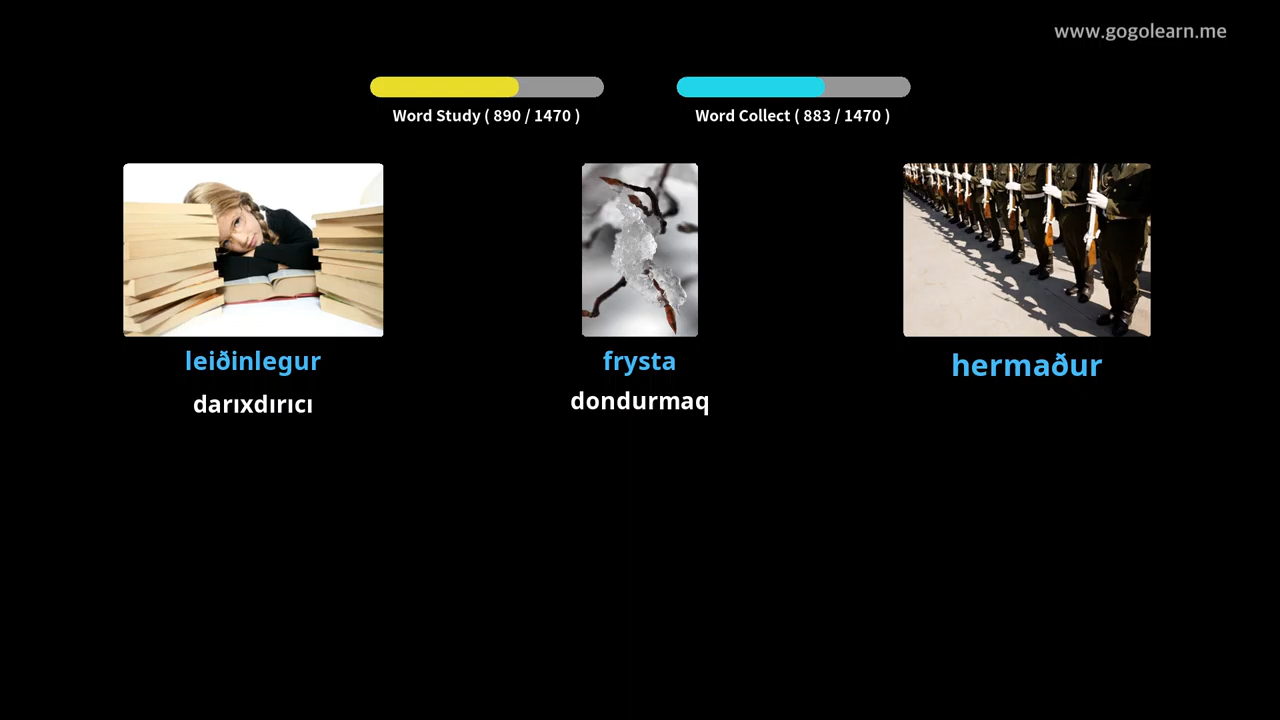 www.gogolearn.me
Word Study ( 890 / 1470 )
Word Collect ( 883 / 1470 )
leiðinlegur
darıxdırıcı
frysta
dondurmaq
hermaður